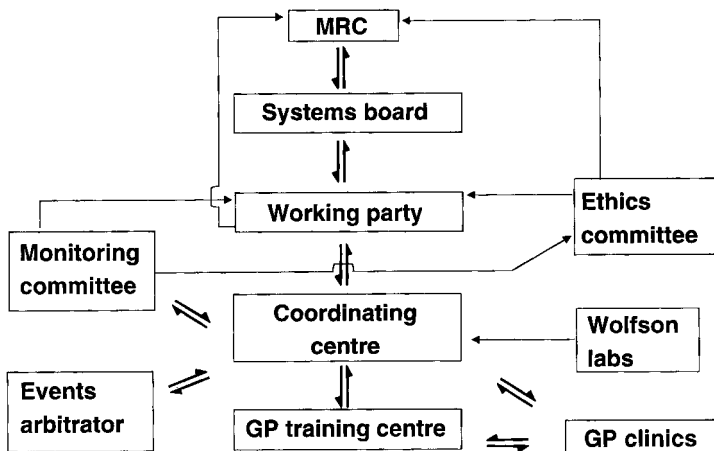 MRC
Systems board
Working party
Ethics
committee
Monitoring
committee
Coordinating
centre
Wolfson
labs
Events
arbitrator
GP training centre
GP clinics